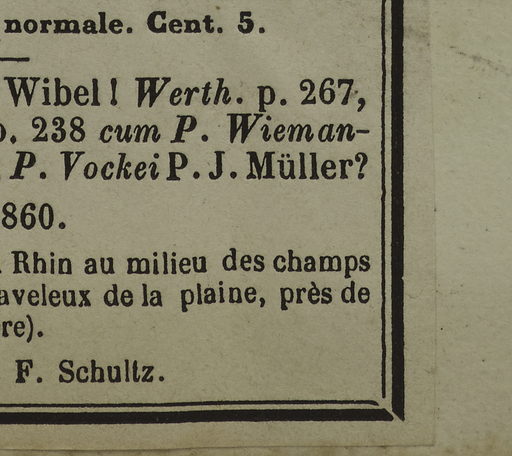 normale. Cent. 5.
Wibel! Werth. p. 267,
p. 238 cum P. Wieman-
P. Vockei P. J. Müller?
860.
Rhin au milieu des champs
aveleux de la plaine, près de
re).
F. Schultz.